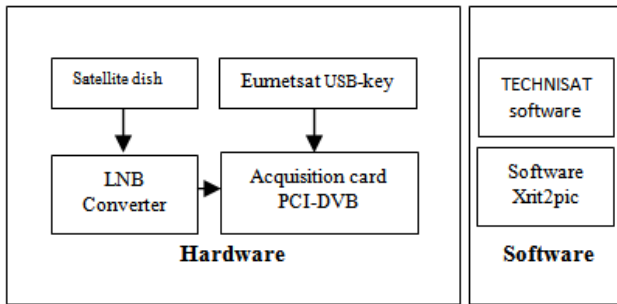 Satellite dish
Eumetsat USB-key
TECHNISAT
software
LNB
Converter
Acquisition card
PCI-DVB
Software
Xrit2pic
Hardware
Software